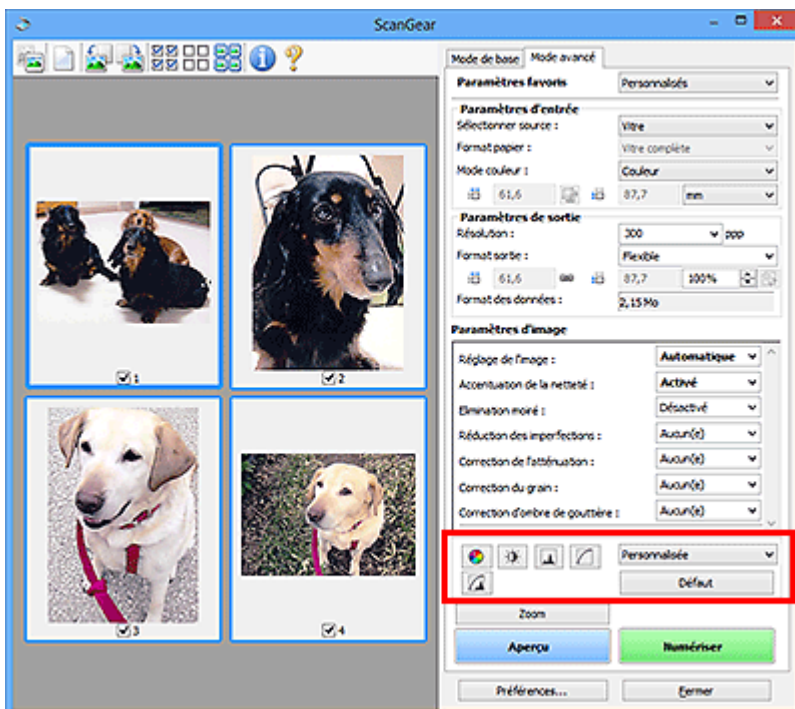 ScanGear
Mode de base Mode avancé
Paramètres favoris Personnalisés
Paramètres d'entrée
Sélectionner source : Vitre
Format papier : Vitre complète
Mode couleur : Couleur
61,6 87,7 mm
Paramètres de sortie
Résolution : 300 ppp
Format sortie : Flexible
61,6 87,7 100%
Format des données : 2,15 Mo
Paramètres d'image
Réglage de l'image : Automatique
Accentuation de la netteté : Activé
Elimination moiré : Désactivé
Réduction des imperfections : Aucun(e)
Correction de l'atténuation : Aucun(e)
Correction du grain : Aucun(e)
Correction d'ombre de gouttière : Aucun(e)
Personnalisée
Défaut
Zoom
Aperçu Numériser
Préférences... Fermer
1
2
3
4